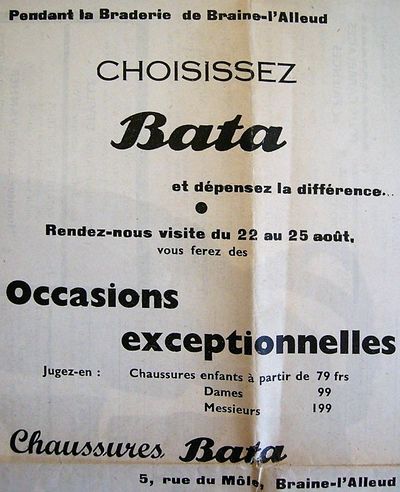 Pendant la Braderie de Braine-l'Alleud
CHOISISSEZ
Bata
et dépensez la différence...
Rendez-nous visite du 22 au 25 août,
vous ferez des
Occasions
exceptionnelles
Jugez-en : Chaussures enfants à partir de 79 frs
Dames 99
Messieurs 199
Chaussures Bata
5, rue du Môle, Braine-l'Alleud